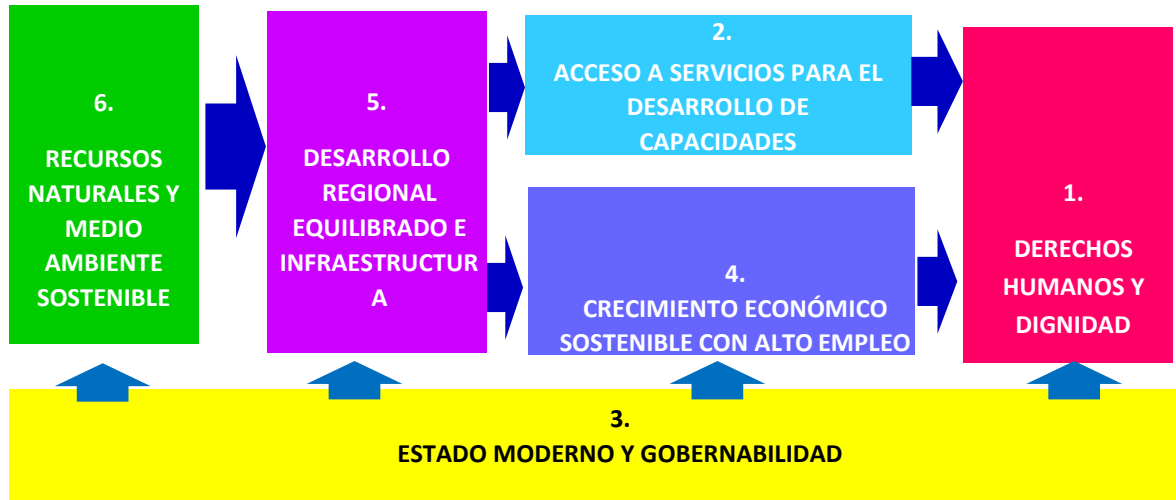 6.
RECURSOS
NATURALES Y
MEDIO
AMBIENTE
SOSTENIBLE
5.
DESARROLLO
REGIONAL
EQUILIBRADO E
INFRAESTRUCTUR
A
2.
ACCESO A SERVICIOS PARA EL
DESARROLLO DE
CAPACIDADES
4.
CRECIMIENTO ECONÓMICO
SOSTENIBLE CON ALTO EMPLEO
1.
DERECHOS
HUMANOS Y
DIGNIDAD
3.
ESTADO MODERNO Y GOBERNABILIDAD